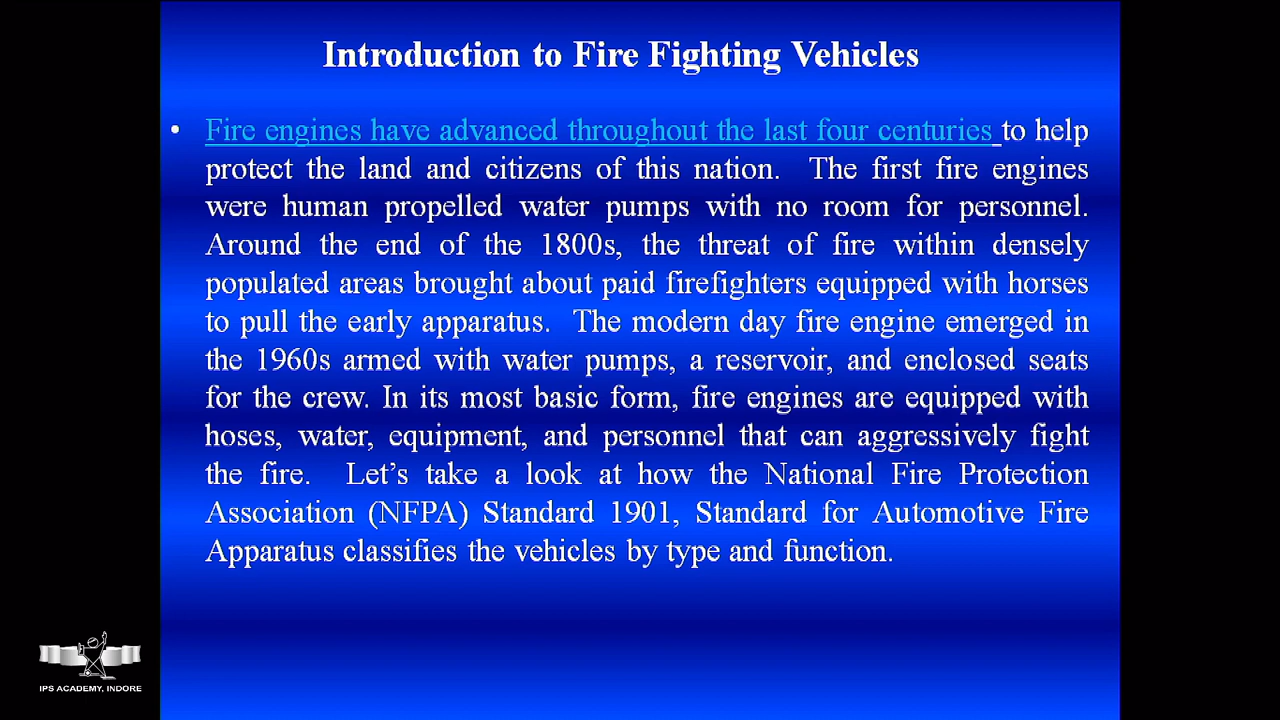 Introduction to Fire Fighting Vehicles
• Fire engines have advanced throughout the last four centuries to help
protect the land and citizens of this nation. The first fire engines
were human propelled water pumps with no room for personnel.
Around the end of the 1800s, the threat of fire within densely
populated areas brought about paid firefighters equipped with horses
to pull the early apparatus. The modern day fire engine emerged in
the 1960s armed with water pumps, a reservoir, and enclosed seats
for the crew. In its most basic form, fire engines are equipped with
hoses, water, equipment, and personnel that can aggressively fight
the fire. Let’s take a look at how the National Fire Protection
Association (NFPA) Standard 1901, Standard for Automotive Fire
Apparatus classifies the vehicles by type and function.
IPS ACADEMY, INDORE